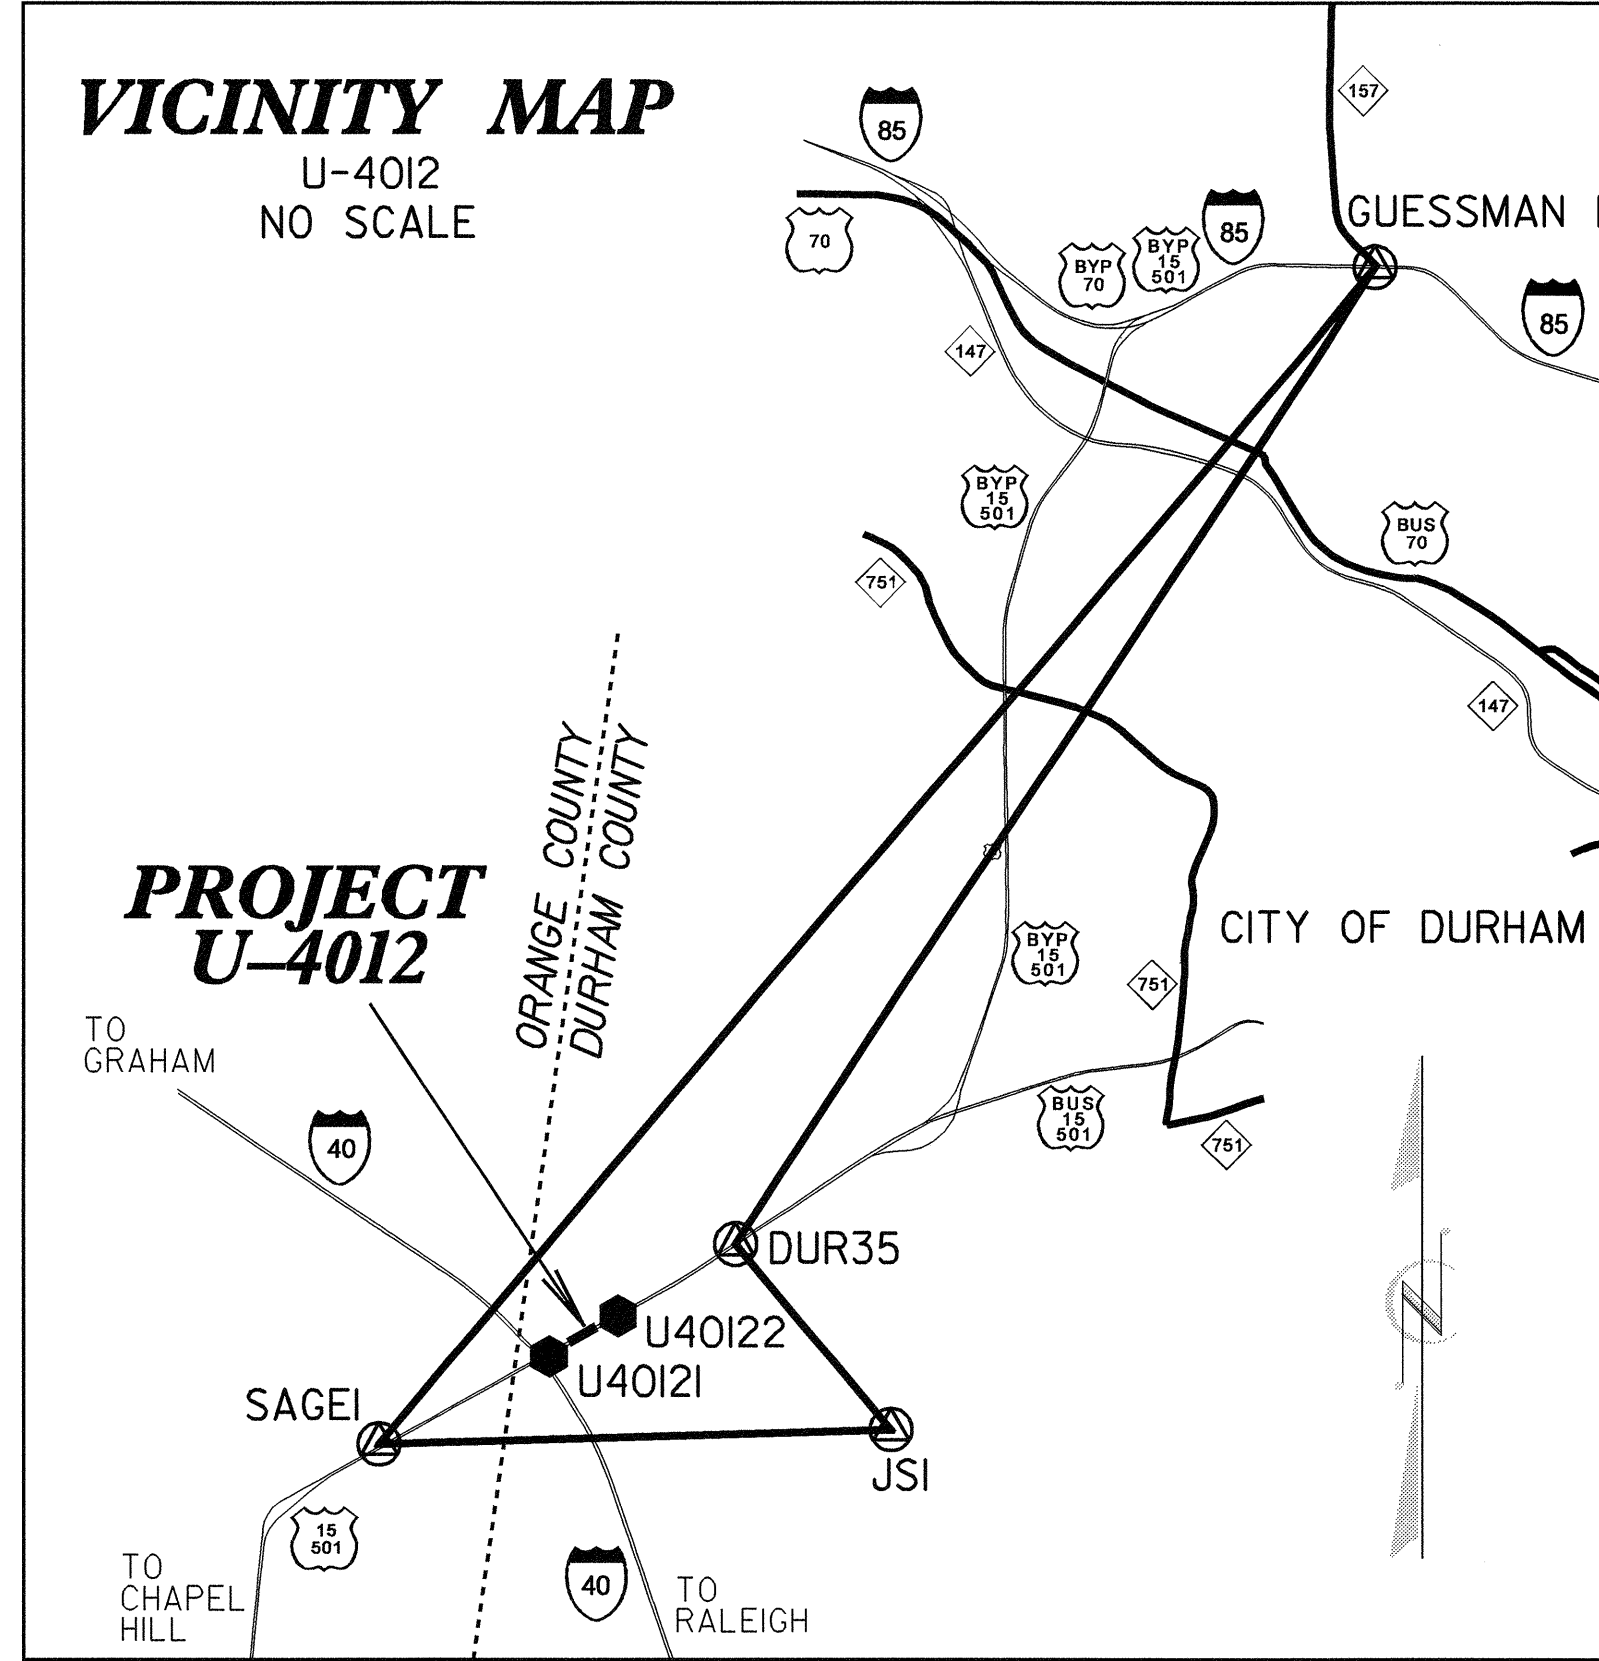 VICINITY MAP
U-4012
NO SCALE
85
157
70
BYP
70
BYP
15
501
85
GUESSMAN
85
147
BYP
15
501
BUS
70
751
147
ORANGE COUNTY
DURHAM COUNTY
PROJECT
U-4012
BYP
15
501
CITY OF DURHAM
751
TO
GRAHAM
40
BUS
15
501
751
DUR35
U40122
U40121
SAGE1
JS1
15
501
TO
CHAPEL
HILL
40
TO
RALEIGH
N